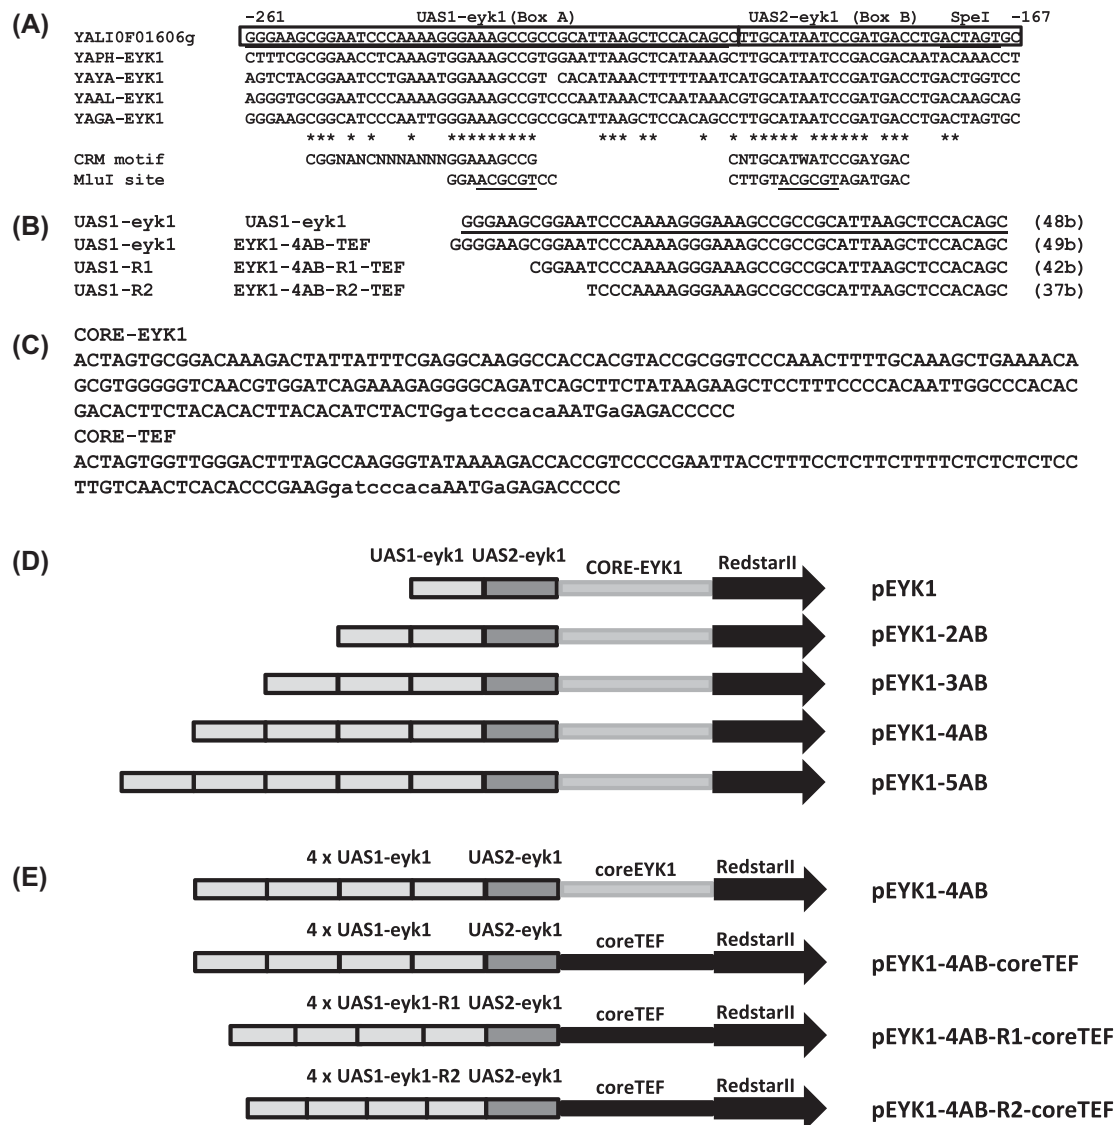 (A)
-261 UAS1-eyk1(Box A) UAS2-eyk1 (Box B) SpeI -167
YALI0F01606g GGGAAGCGGAATCCCAAAAGGGAAAGCCGCCGCATTAAGCTCCACAGCCTTGCATAATCCGATGACCTGACTAGTGC
YAPH-EYK1 CTTTCGCGGAACCTCAAAGTGGAAAGCCGTGGAATTAAGCTCATAAAGCTTGCATTATCCGACGACAATACAAACCT
YAYA-EYK1 AGTCTACGGAATCCTGAAATGGAAAGCCGT CACATAAACTTTTTAATCATGCATAATCCGATGACCTGACTGGTCC
YAAL-EYK1 AGGGTGCGGAATCCCAAAAGGGAAAGCCGTCCCAATAAACTCAATAAACGTGCATAATCCGATGACCTGACAAGCAG
YAGA-EYK1 GGGAAGCGGCATCCCAATTGGGAAAGCCGCCGCATTAAGCTCCACAGCCTTGCATAATCCGATGACCTGACTAGTGC
*** * * * ********* *** ** * * ***** ****** *** **
CRM motif CGGNANCNNNANNNGGAAAGCCG CNTGCATWATCCGAYGAC
MluI site GGAACGCGTCC CTTGTACGCGTAGATGAC
(B)
UAS1-eyk1 UAS1-eyk1 GGGAAGCGGAATCCCAAAAGGGAAAGCCGCCGCATTAAGCTCCACAGC (48b)
UAS1-eyk1 EYK1-4AB-TEF GGGGAAGCGGAATCCCAAAAGGGAAAGCCGCCGCATTAAGCTCCACAGC (49b)
UAS1-R1 EYK1-4AB-R1-TEF CGGAATCCCAAAAGGGAAAGCCGCCGCATTAAGCTCCACAGC (42b)
UAS1-R2 EYK1-4AB-R2-TEF TCCCAAAAGGGAAAGCCGCCGCATTAAGCTCCACAGC (37b)
(C)
CORE-EYK1
ACTAGTGCGGACAAAGACTATTATTTCGAGGCAAGGCCACCACGTACCGCGGTCCCAAACTTTTGCAAAGCTGAAAACA
GCGTGGGGGTCAACGTGGATCAGAAAGAGGGGCAGATCAGCTTCTATAAGAAGCTCCTTTCCCCACAATTGGCCCACAC
GACACTTCTACACACTTACACATCTACTGgatcccacaAATGaGAGACCCCC
CORE-TEF
ACTAGTGGTTGGGACTTTAGCCAAGGGTATAAAAGACCACCGTCCCCGAATTACCTTTCCTCTTCTTTTCTCTCTCTCC
TTGTCAACTCACACCCGAAGgatcccacaAATGaGAGACCCCC
(D)
UAS1-eyk1 UAS2-eyk1 CORE-EYK1 RedstarII
pEYK1
pEYK1-2AB
pEYK1-3AB
pEYK1-4AB
pEYK1-5AB
(E)
4 x UAS1-eyk1 UAS2-eyk1 coreEYK1 RedstarII
pEYK1-4AB
4 x UAS1-eyk1 UAS2-eyk1 coreTEF RedstarII
pEYK1-4AB-coreTEF
4 x UAS1-eyk1-R1 UAS2-eyk1 coreTEF RedstarII
pEYK1-4AB-R1-coreTEF
4 x UAS1-eyk1-R2 UAS2-eyk1 coreTEF RedstarII
pEYK1-4AB-R2-coreTEF